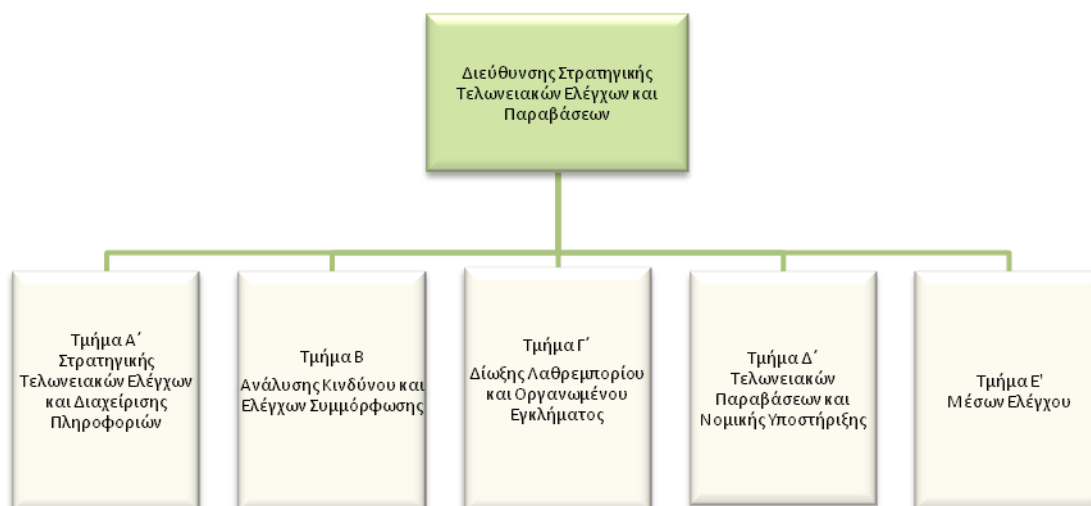 Διεύθυνσης Στρατηγικής
Τελωνειακών Ελέγχων και
Παραβάσεων
Τμήμα Α΄
Στρατηγικής
Τελωνειακών Ελέγχων
και Διαχείρισης
Πληροφοριών
Τμήμα Β
Ανάλυσης Κινδύνου και
Ελέγχων Συμμόρφωσης
Τμήμα Γ΄
Δίωξης Λαθρεμπορίου
και Οργανωμένου
Εγκλήματος
Τμήμα Δ΄
Τελωνειακών
Παραβάσεων και
Νομικής Υποστήριξης
Τμήμα Ε'
Μέσων Ελέγχου